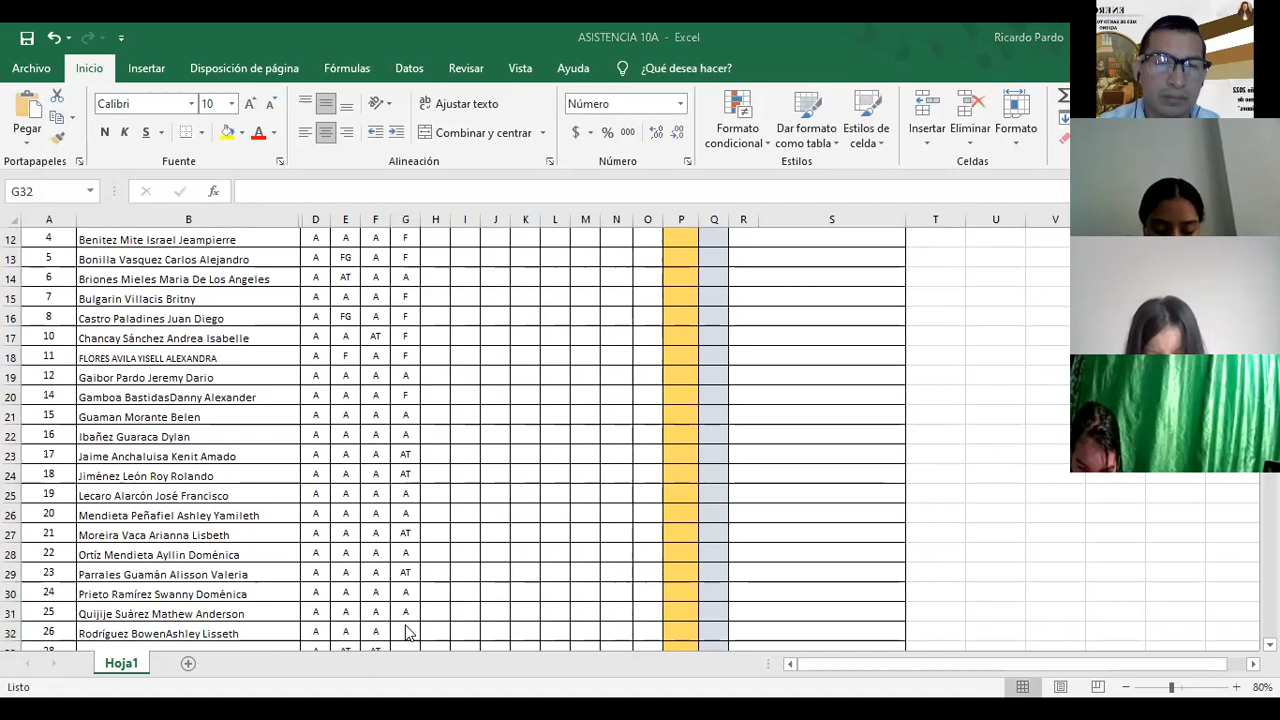 ASISTENCIA 10A - Excel
Ricardo Pardo
Archivo Inicio Insertar Disposición de página Fórmulas Datos Revisar Vista Ayuda ¿Qué desea hacer?
Pegar
Calibri 10
Ajustar texto
Número
N K S
Combinar y centrar
$ % 000
Formato condicional
Dar formato como tabla
Estilos de celda
Insertar Eliminar Formato
Portapapeles Fuente Alineación Número Estilos Celdas
G32 fx
A B D E F G H I J K L M N O P Q R S T U V
12 4 Benitez Mite Israel Jeampierre A A A F
13 5 Bonilla Vasquez Carlos Alejandro A FG A F
14 6 Briones Mieles Maria De Los Angeles A AT A A
15 7 Bulgarin Villacis Britny A A A F
16 8 Castro Paladines Juan Diego A FG A F
17 10 Chancay Sánchez Andrea Isabelle A A AT F
18 11 FLORES AVILA YISELL ALEXANDRA A F A F
19 12 Gaibor Pardo Jeremy Dario A A A A
20 14 Gamboa BastidasDanny Alexander A A A F
21 15 Guaman Morante Belen A A A A
22 16 Ibañez Guaraca Dylan A A A A
23 17 Jaime Anchaluisa Kenit Amado A A A AT
24 18 Jiménez León Roy Rolando A A A AT
25 19 Lecaro Alarcón José Francisco A A A A
26 20 Mendieta Peñafiel Ashley Yamileth A A A A
27 21 Moreira Vaca Arianna Lisbeth A A A AT
28 22 Ortíz Mendieta Ayllin Doménica A A A A
29 23 Parrales Guamán Alisson Valeria A A A AT
30 24 Prieto Ramírez Swanny Doménica A A A A
31 25 Quijije Suárez Mathew Anderson A A A A
32 26 Rodríguez BowenAshley Lisseth A A A
Hoja1
Listo
80%
ENERO